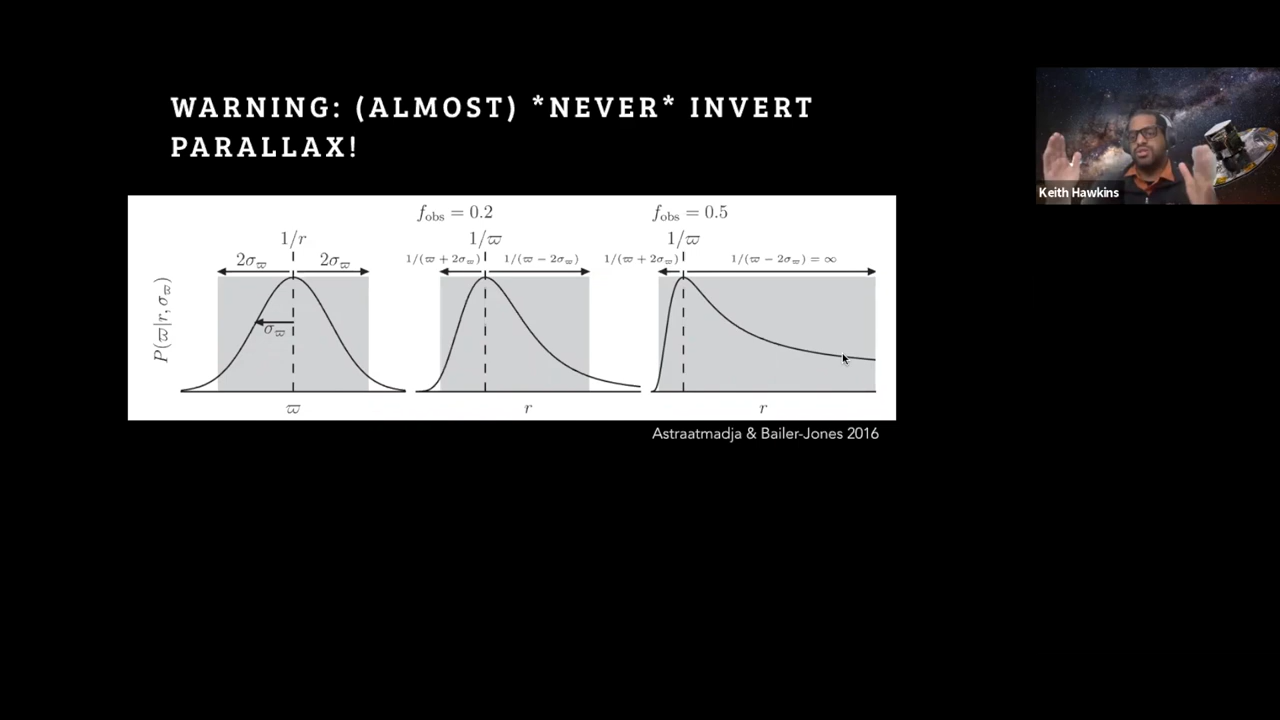 WARNING: (ALMOST) *NEVER* INVERT
PARALLAX!
Keith Hawkins
f_obs = 0.2
f_obs = 0.5
1/r
1/ϖ
1/ϖ
2σ_ϖ
2σ_ϖ
1/(ϖ + 2σ_ϖ)
1/(ϖ − 2σ_ϖ)
1/(ϖ + 2σ_ϖ)
1/(ϖ − 2σ_ϖ) = ∞
P(ϖ|r, σ_ϖ)
σ_ϖ
ϖ
r
r
Astraatmadja & Bailer-Jones 2016